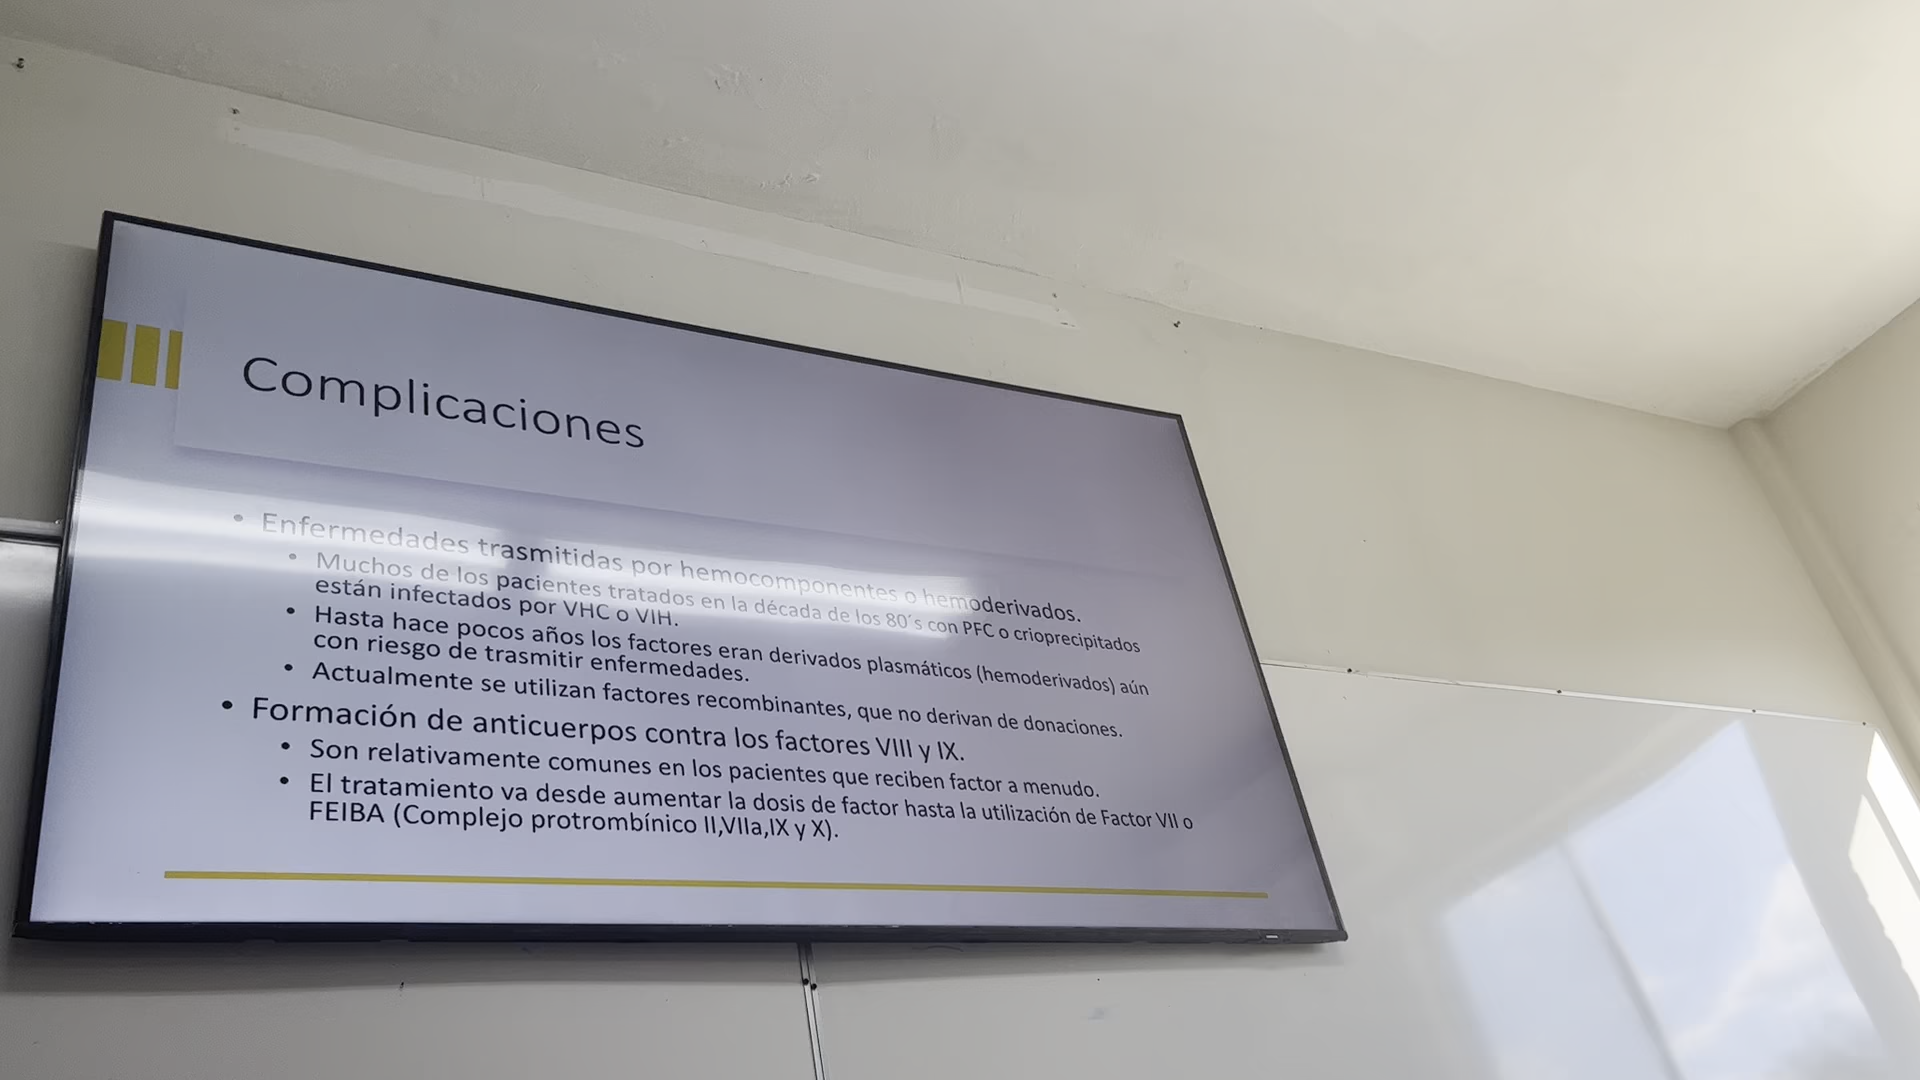 Complicaciones
• Enfermedades trasmitidas por hemocomponentes o hemoderivados.
• Muchos de los pacientes tratados en la década de los 80´s con PFC o crioprecipitados
están infectados por VHC o VIH.
• Hasta hace pocos años los factores eran derivados plasmáticos (hemoderivados) aún
con riesgo de trasmitir enfermedades.
• Actualmente se utilizan factores recombinantes, que no derivan de donaciones.
• Formación de anticuerpos contra los factores VIII y IX.
• Son relativamente comunes en los pacientes que reciben factor a menudo.
• El tratamiento va desde aumentar la dosis de factor hasta la utilización de Factor VII o
FEIBA (Complejo protrombínico II,VIIa,IX y X).